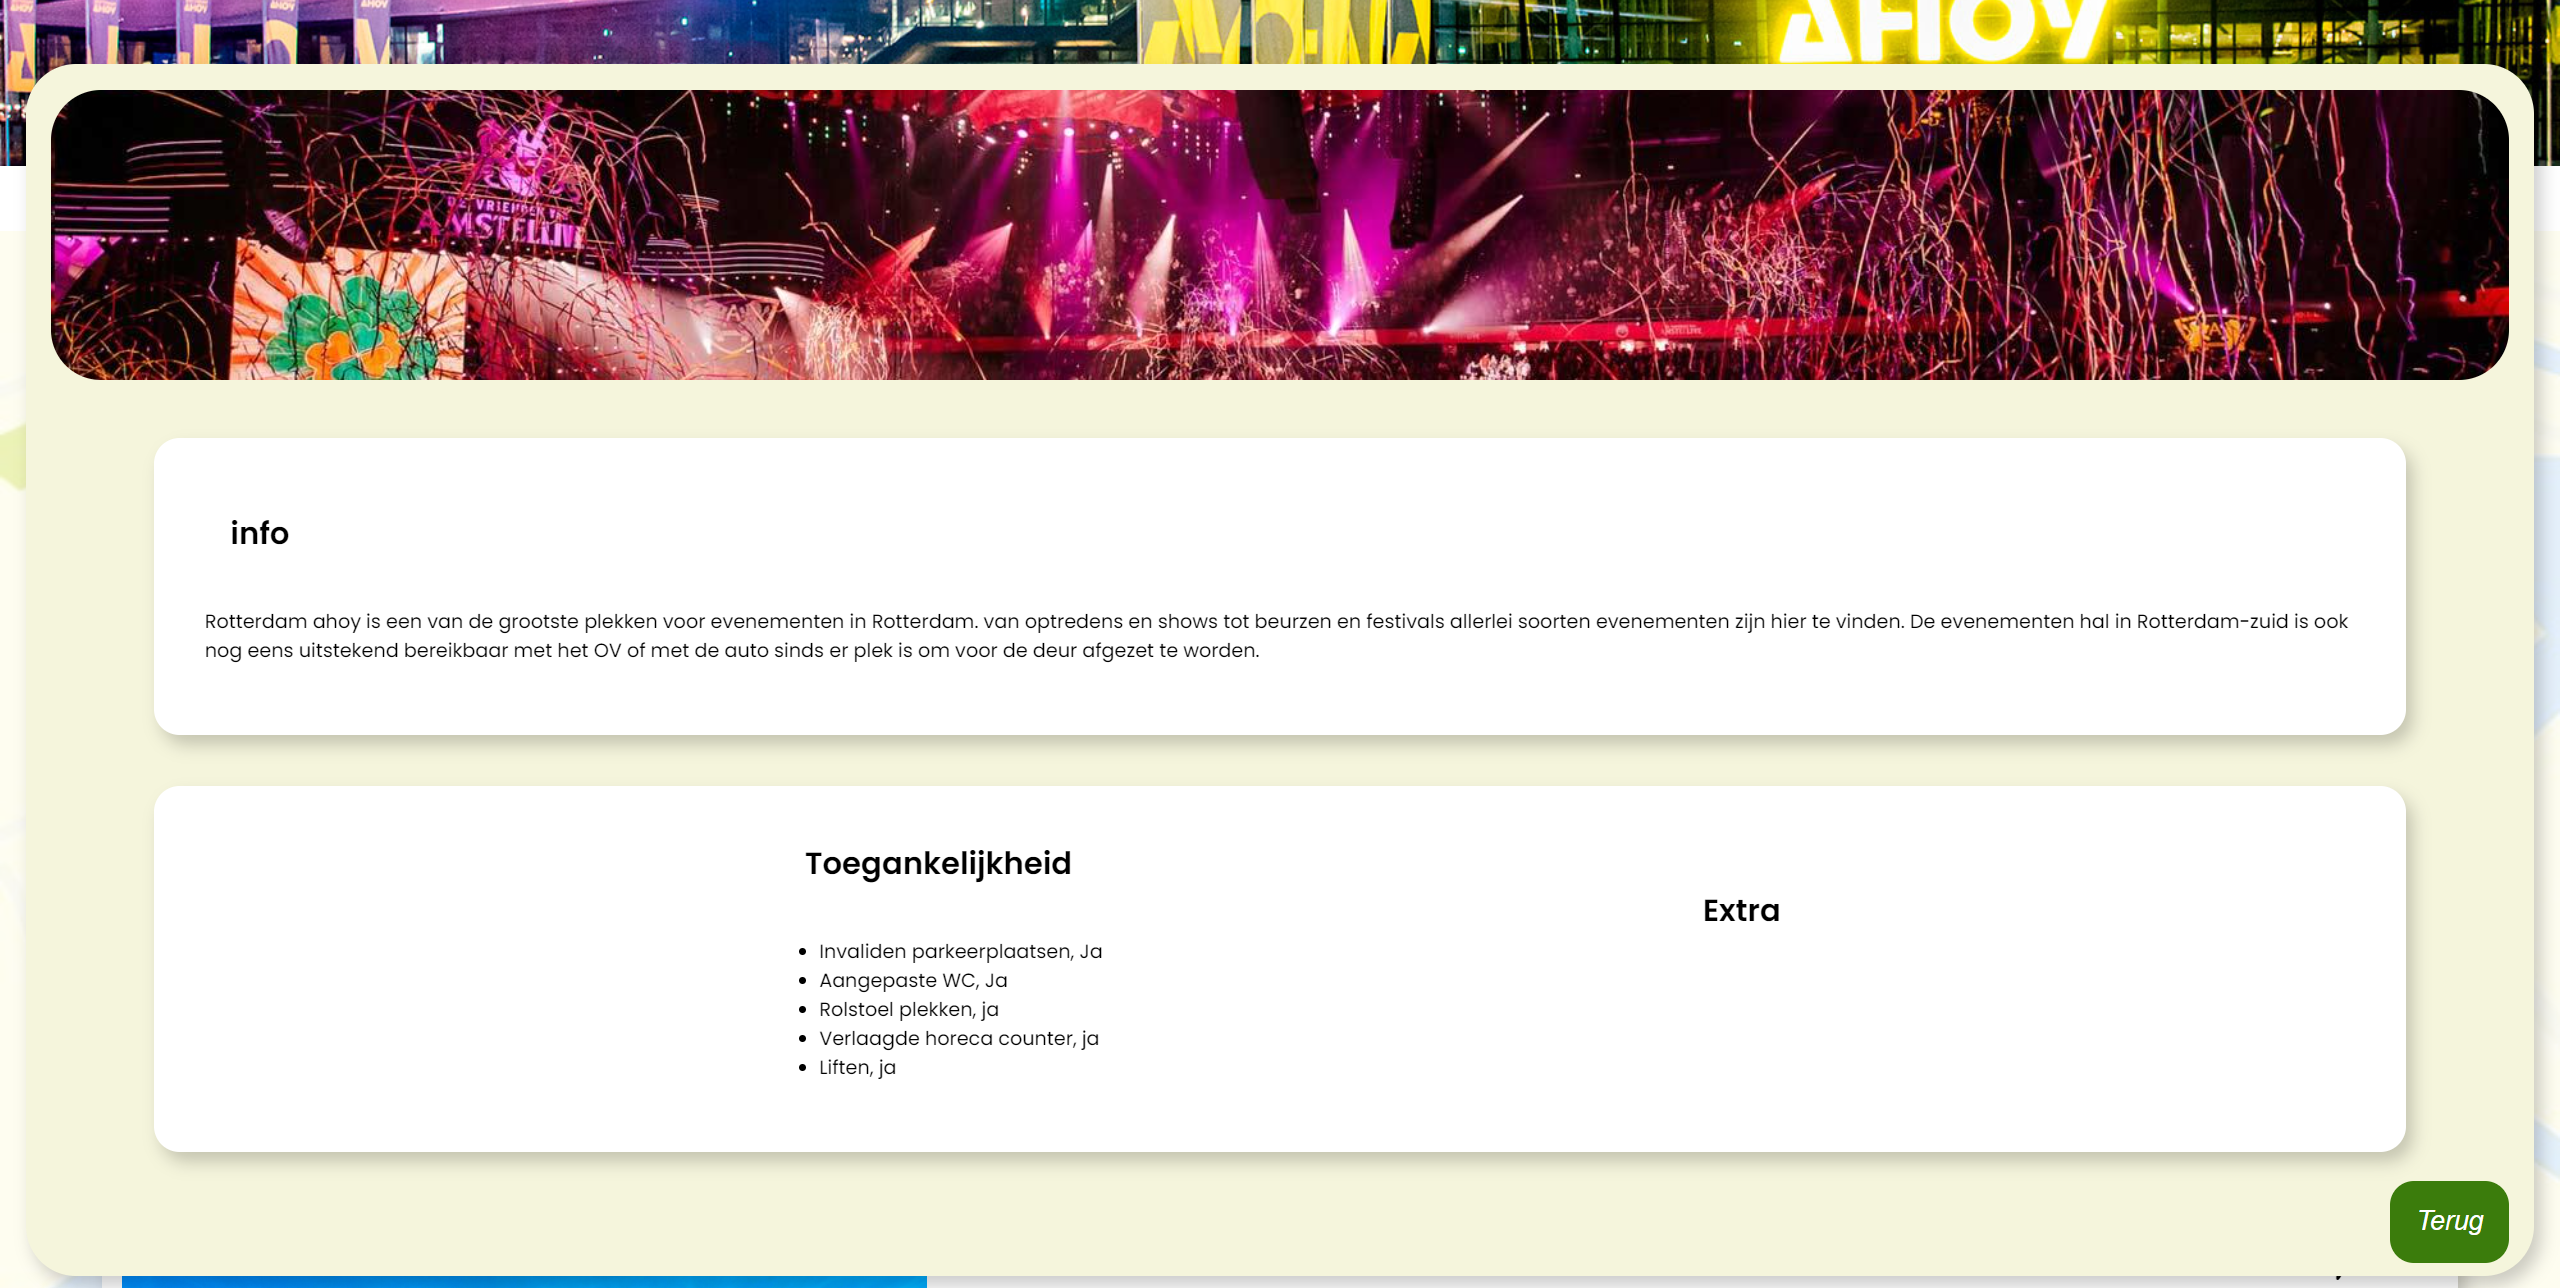 AHOY AHOY AHOY AHOY
AHOY
DE VRIENDEN VAN
AMSTEL LIVE
info
Rotterdam ahoy is een van de grootste plekken voor evenementen in Rotterdam. van optredens en shows tot beurzen en festivals allerlei soorten evenementen zijn hier te vinden. De evenementen hal in Rotterdam-zuid is ook
nog eens uitstekend bereikbaar met het OV of met de auto sinds er plek is om voor de deur afgezet te worden.
Toegankelijkheid
Extra
Invaliden parkeerplaatsen, Ja
Aangepaste WC, Ja
Rolstoel plekken, ja
Verlaagde horeca counter, ja
Liften, ja
Terug